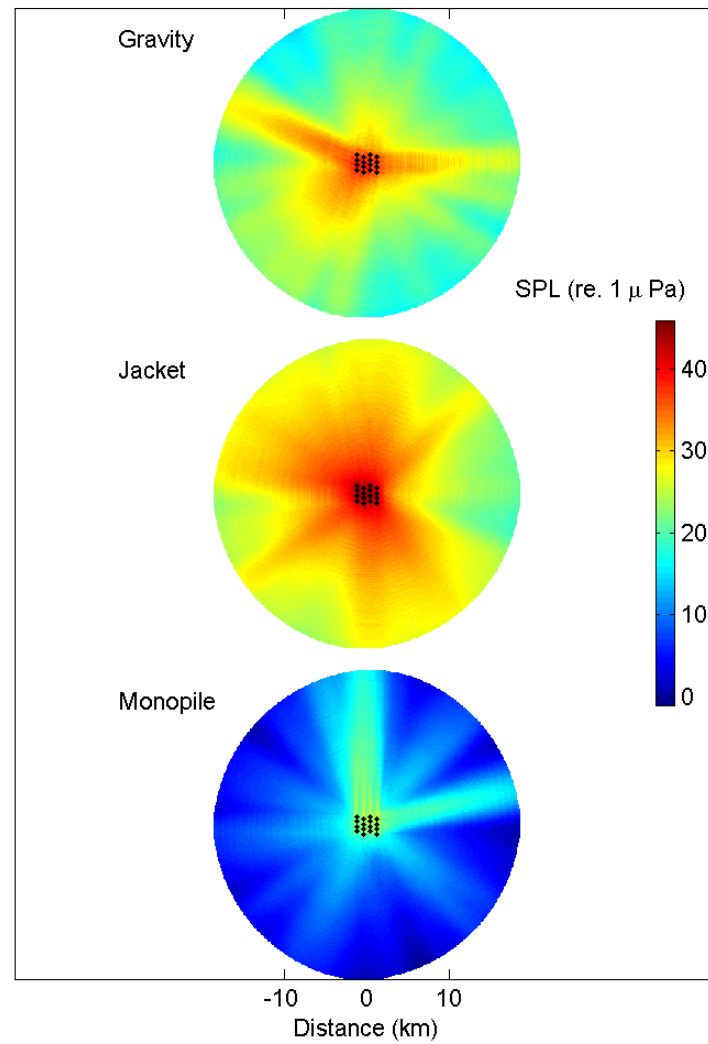 Gravity
SPL (re. 1 μ Pa)
Jacket
40
30
20
10
0
Monopile
-10 0 10
Distance (km)